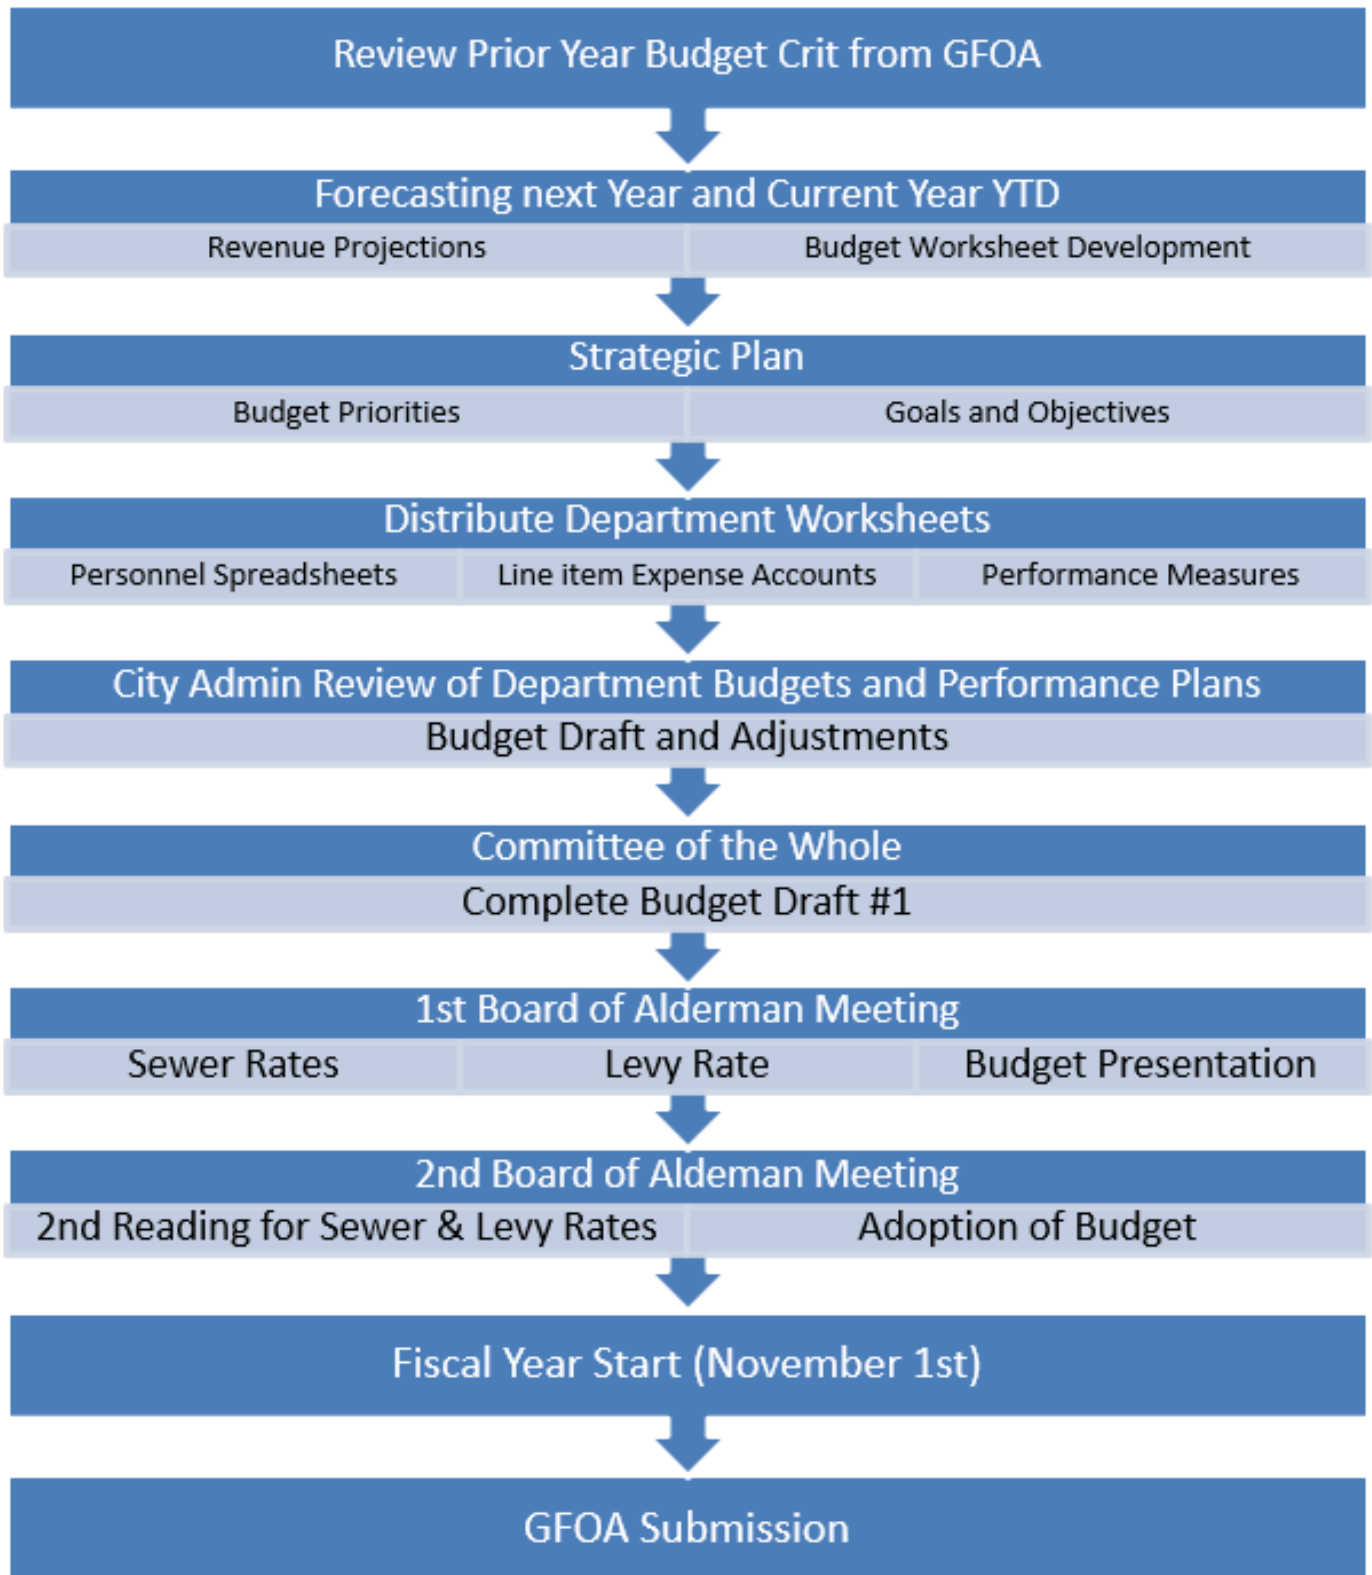 Review Prior Year Budget Crit from GFOA
Forecasting next Year and Current Year YTD
Revenue Projections
Budget Worksheet Development
Strategic Plan
Budget Priorities
Goals and Objectives
Distribute Department Worksheets
Personnel Spreadsheets
Line item Expense Accounts
Performance Measures
City Admin Review of Department Budgets and Performance Plans
Budget Draft and Adjustments
Committee of the Whole
Complete Budget Draft #1
1st Board of Alderman Meeting
Sewer Rates
Levy Rate
Budget Presentation
2nd Board of Aldeman Meeting
2nd Reading for Sewer & Levy Rates
Adoption of Budget
Fiscal Year Start (November 1st)
GFOA Submission